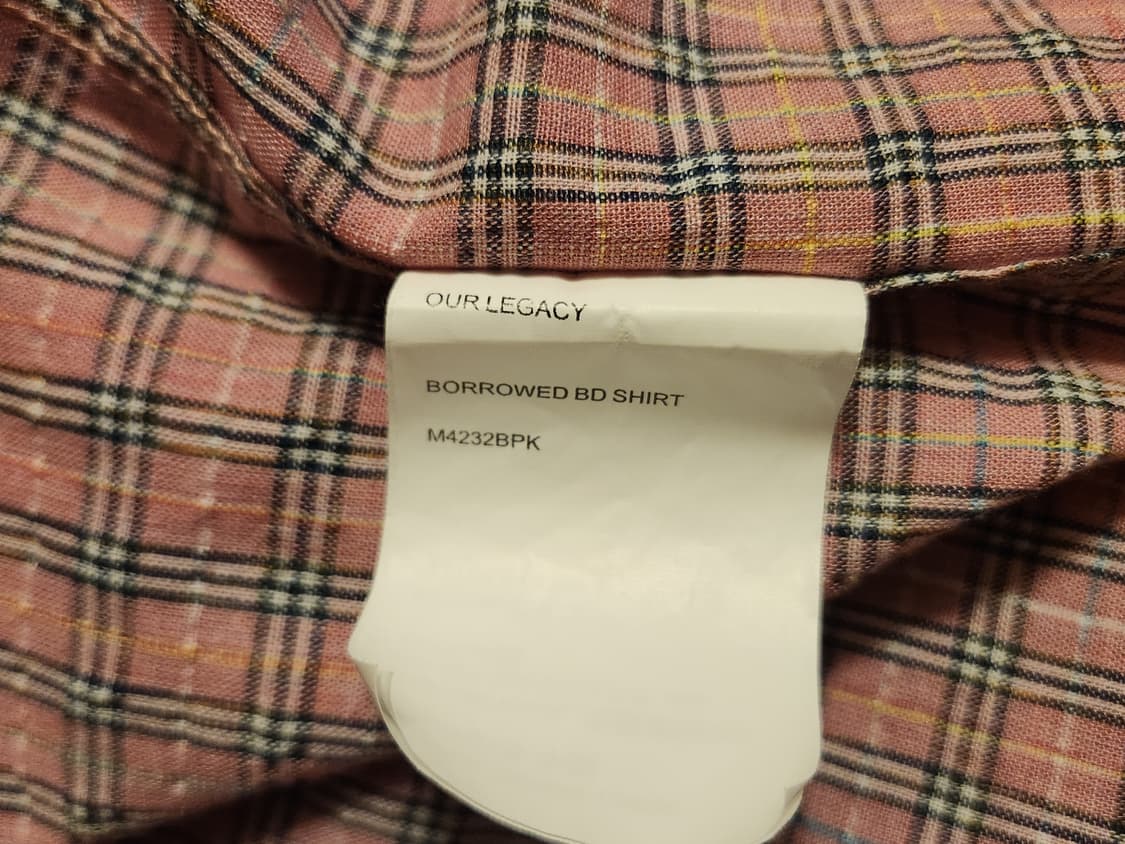 OUR LEGACY
BORROWED BD SHIRT
M4232BPK